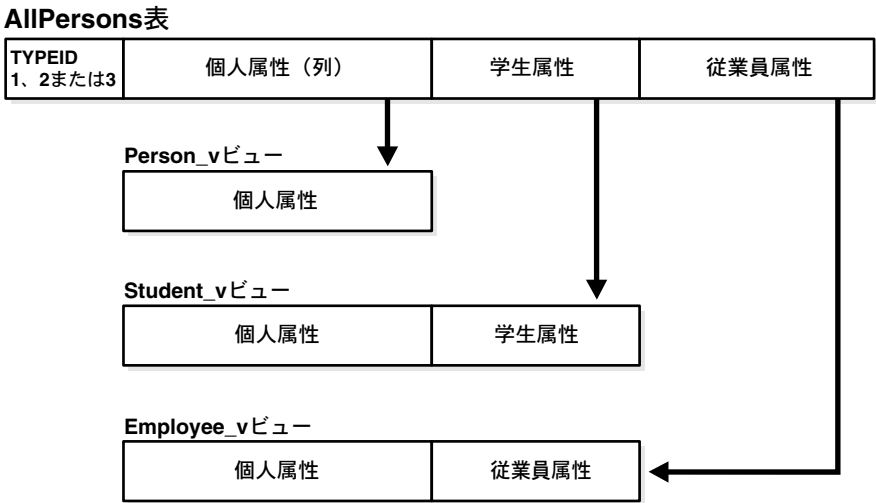 AllPersons表
TYPEID
1、2または3
個人属性（列）
学生属性
従業員属性
Person_vビュー
個人属性
Student_vビュー
個人属性
学生属性
Employee_vビュー
個人属性
従業員属性